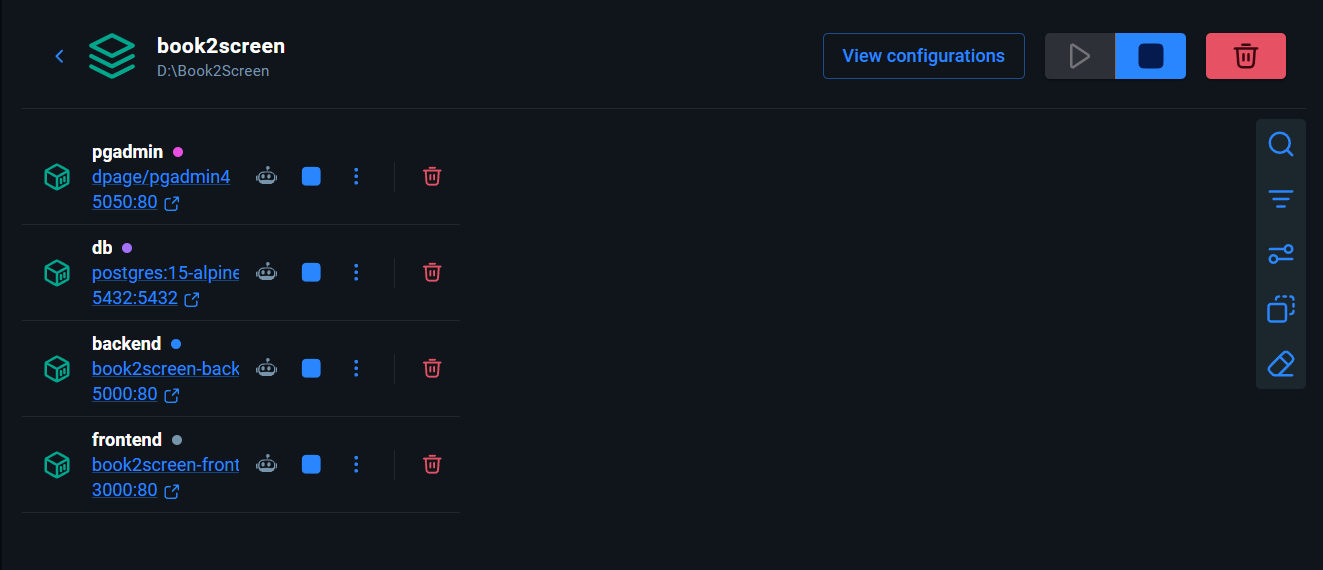 book2screen
D:\Book2Screen
View configurations
pgadmin
dpage/pgadmin4
5050:80
db
postgres:15-alpine
5432:5432
backend
book2screen-back
5000:80
frontend
book2screen-front
3000:80